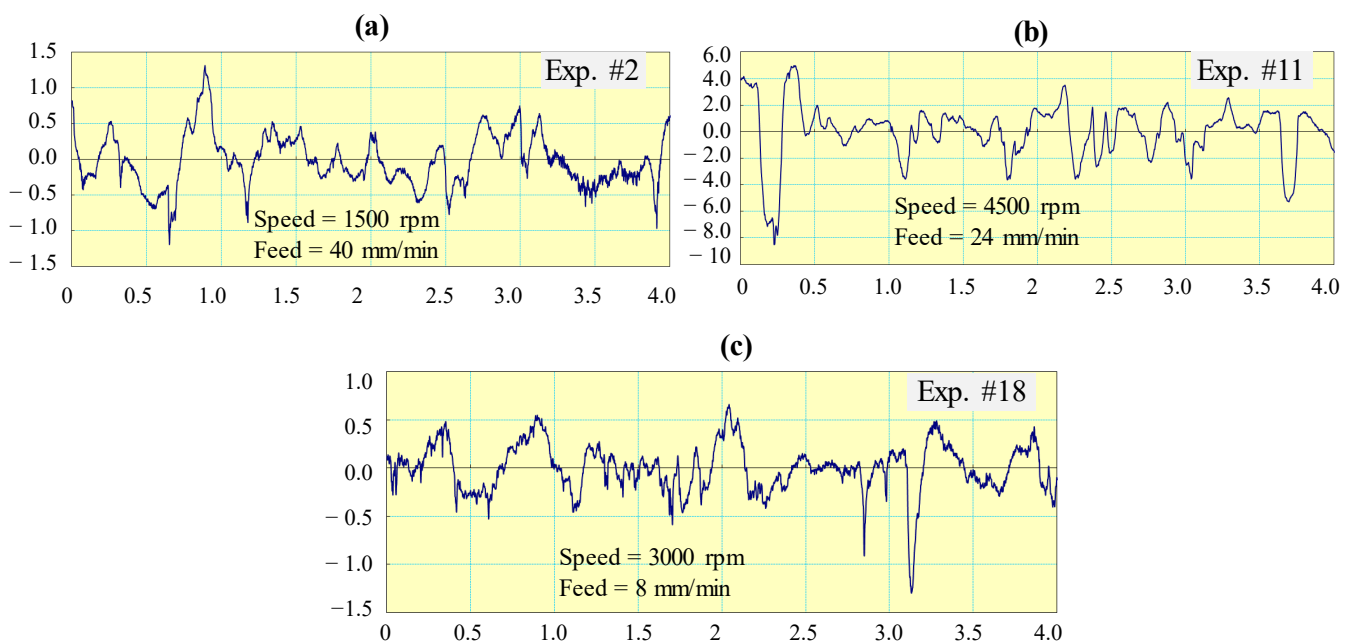 (a)
1.5
1.0
0.5
0.0
− 0.5
− 1.0
− 1.5
Exp. #2
Speed = 1500 rpm
Feed = 40 mm/min
0 0.5 1.0 1.5 2 2.5 3.0 3.5 4.0
(b)
6.0
4.0
2.0
0.0
− 2.0
− 4.0
− 6.0
− 8.0
− 10
Exp. #11
Speed = 4500 rpm
Feed = 24 mm/min
0 0.5 1.0 1.5 2 2.5 3.0 3.5 4.0
(c)
1.0
0.5
0.0
− 0.5
− 1.0
− 1.5
Exp. #18
Speed = 3000 rpm
Feed = 8 mm/min
0 0.5 1.0 1.5 2 2.5 3.0 3.5 4.0